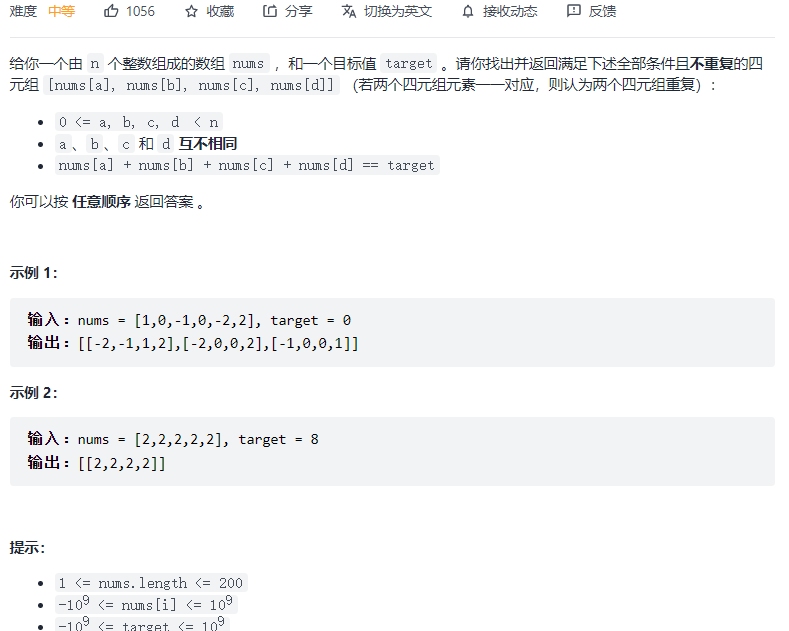 难度 中等 1056 收藏 分享 切换为英文 接收动态 反馈
给你一个由 n 个整数组成的数组 nums ，和一个目标值 target 。请你找出并返回满足下述全部条件且不重复的四
元组 [nums[a], nums[b], nums[c], nums[d]] （若两个四元组元素一一对应，则认为两个四元组重复）：
• 0 <= a, b, c, d < n
• a、b、c 和 d 互不相同
• nums[a] + nums[b] + nums[c] + nums[d] == target
你可以按 任意顺序 返回答案 。
示例 1：
输入：nums = [1,0,-1,0,-2,2], target = 0
输出：[[-2,-1,1,2],[-2,0,0,2],[-1,0,0,1]]
示例 2：
输入：nums = [2,2,2,2,2], target = 8
输出：[[2,2,2,2]]
提示：
• 1 <= nums.length <= 200
• -10⁹ <= nums[i] <= 10⁹
• -10⁹ <= target <= 10⁹